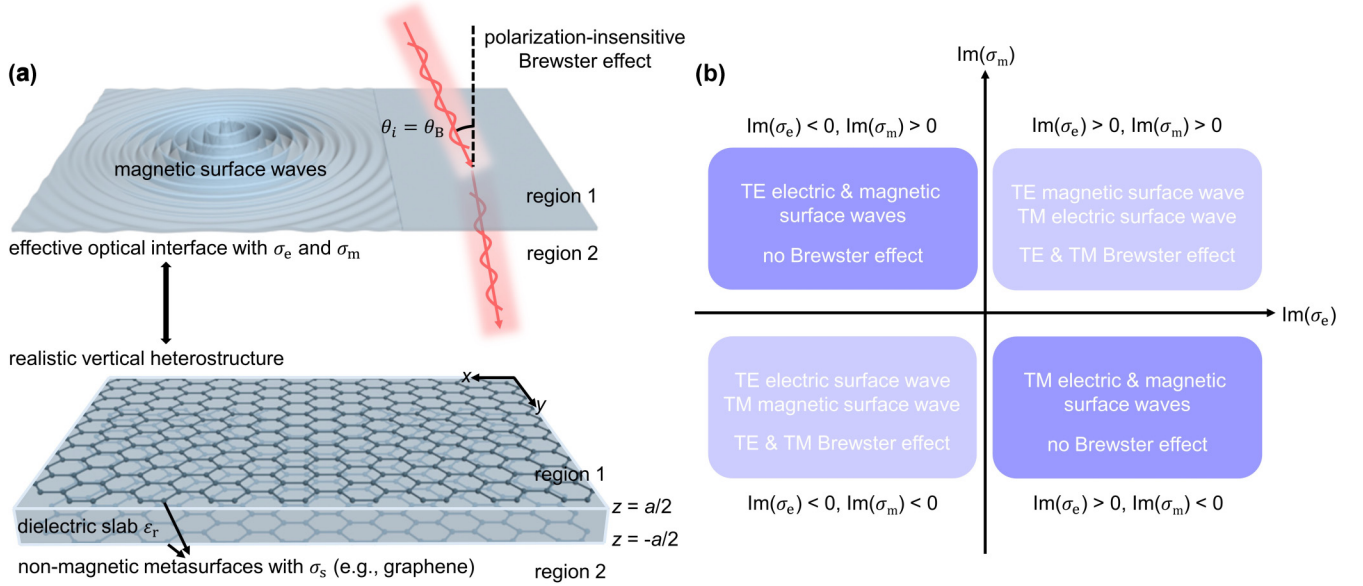 (a)
polarization-insensitive
Brewster effect
θi = θB
magnetic surface waves
region 1
region 2
effective optical interface with σe and σm
realistic vertical heterostructure
x
y
region 1
z = a/2
dielectric slab εr
z = -a/2
non-magnetic metasurfaces with σs (e.g., graphene)
region 2
(b)
Im(σm)
Im(σe) < 0, Im(σm) > 0
Im(σe) > 0, Im(σm) > 0
TE electric & magnetic
surface waves
no Brewster effect
TE magnetic surface wave
TM electric surface wave
TE & TM Brewster effect
Im(σe)
TE electric surface wave
TM magnetic surface wave
TE & TM Brewster effect
TM electric & magnetic
surface waves
no Brewster effect
Im(σe) < 0, Im(σm) < 0
Im(σe) > 0, Im(σm) < 0